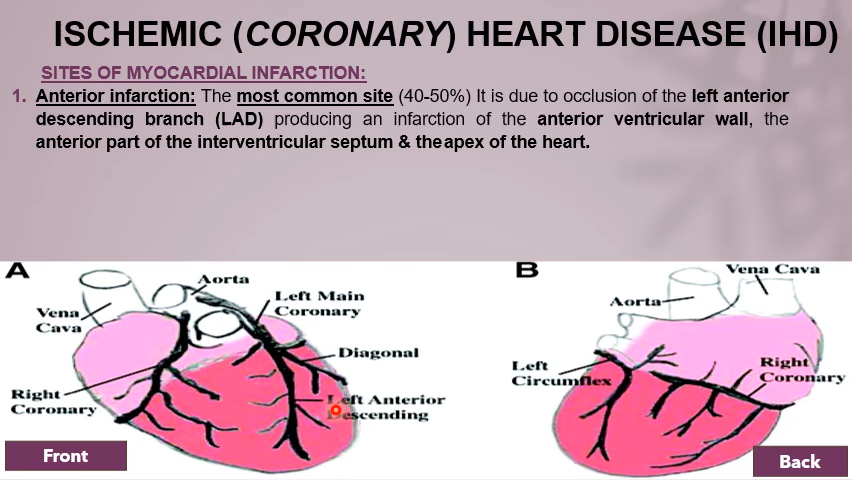 ISCHEMIC (CORONARY) HEART DISEASE (IHD)
SITES OF MYOCARDIAL INFARCTION:
1. Anterior infarction: The most common site (40-50%) It is due to occlusion of the left anterior
descending branch (LAD) producing an infarction of the anterior ventricular wall, the
anterior part of the interventricular septum & the apex of the heart.
A
Aorta
Left Main
Coronary
Vena
Cava
Diagonal
Right
Coronary
Left Anterior
Descending
Front
B
Vena Cava
Aorta
Left
Circumflex
Right
Coronary
Back